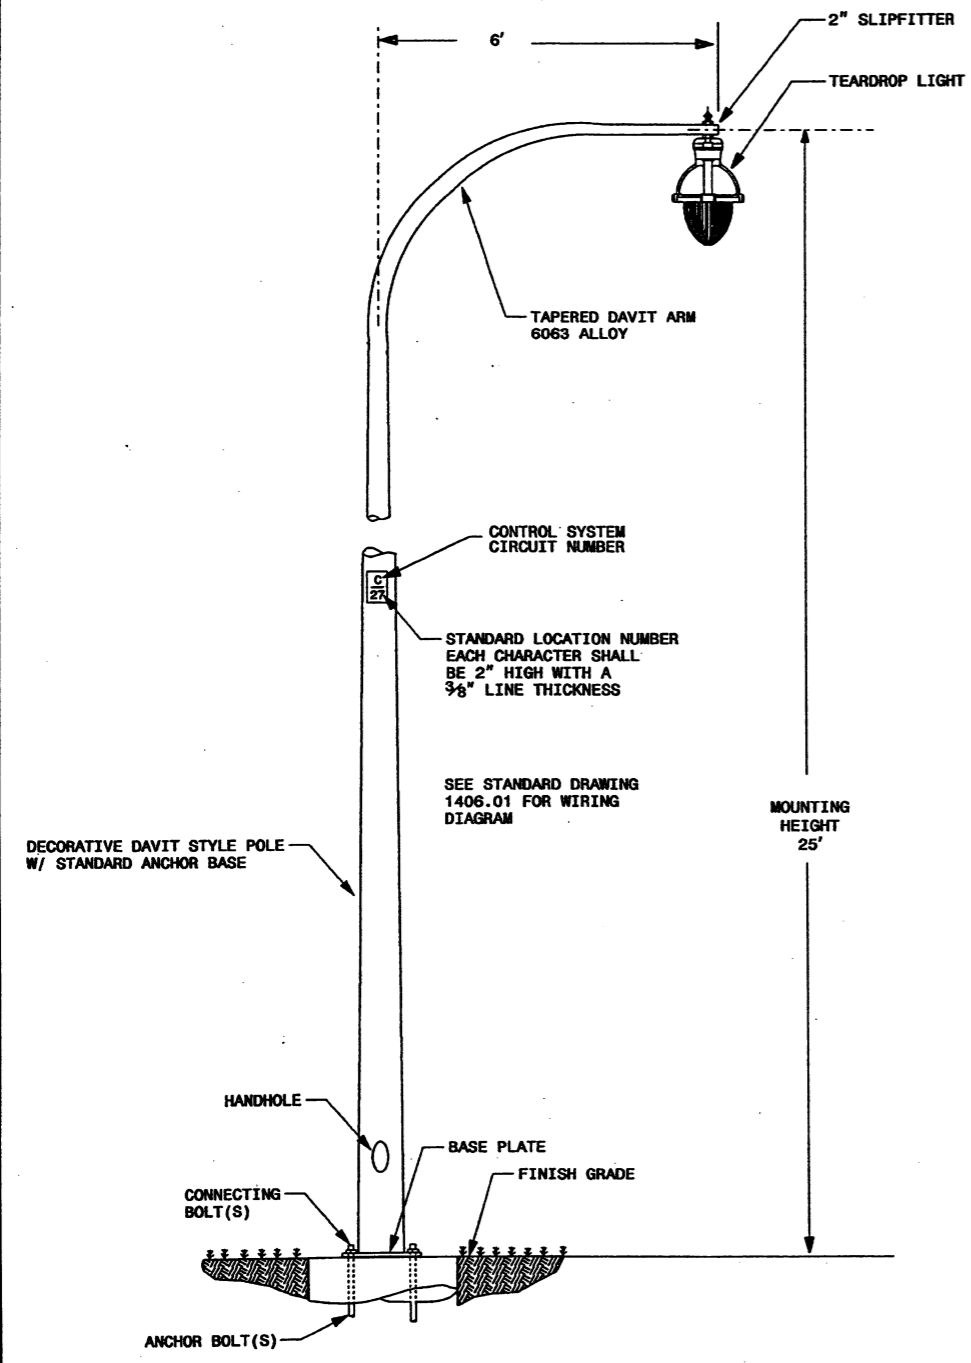 2" SLIPFITTER
6'
TEARDROP LIGHT
TAPERED DAVIT ARM
6063 ALLOY
CONTROL SYSTEM
CIRCUIT NUMBER
C
27
STANDARD LOCATION NUMBER
EACH CHARACTER SHALL
BE 2" HIGH WITH A
3/8" LINE THICKNESS
SEE STANDARD DRAWING
1406.01 FOR WIRING
DIAGRAM
MOUNTING
HEIGHT
25'
DECORATIVE DAVIT STYLE POLE
W/ STANDARD ANCHOR BASE
HANDHOLE
BASE PLATE
FINISH GRADE
CONNECTING
BOLT(S)
ANCHOR BOLT(S)